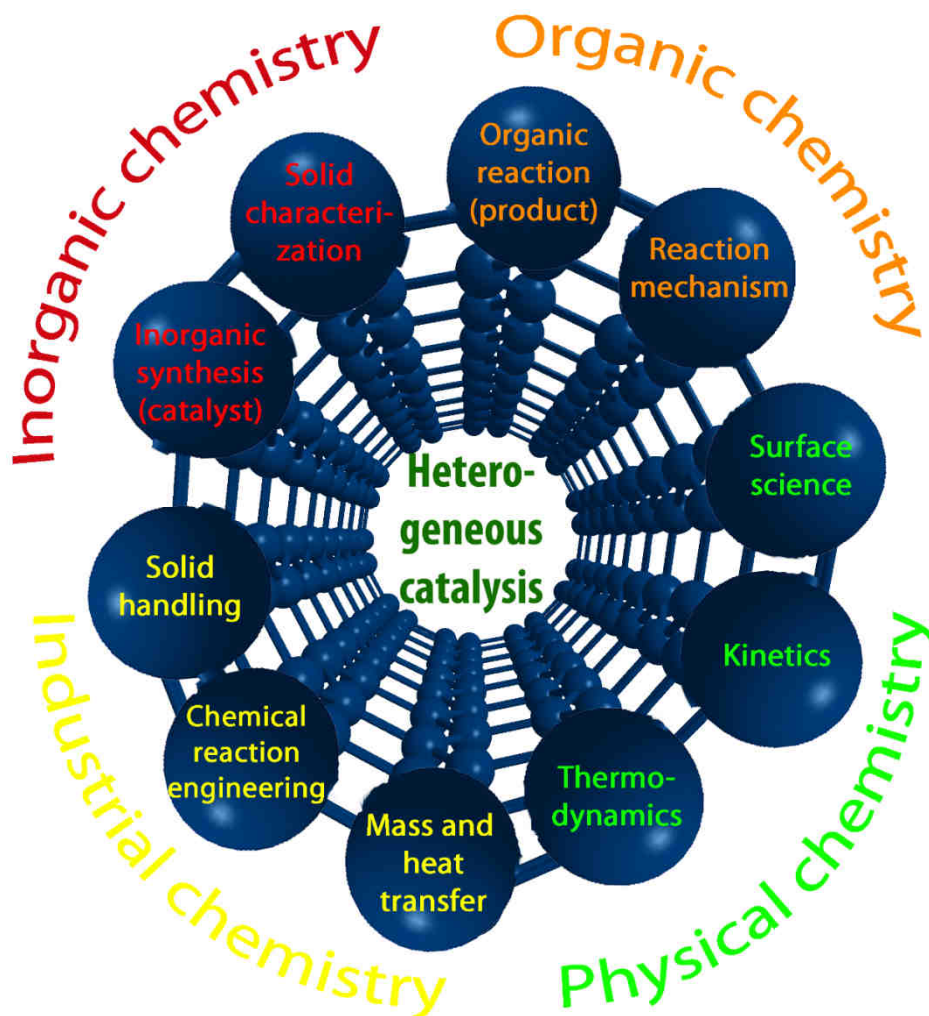 Inorganic chemistry
Organic chemistry
Solid
characteri-
zation
Organic
reaction
(product)
Reaction
mechanism
Inorganic
synthesis
(catalyst)
Surface
science
Hetero-
geneous
catalysis
Solid
handling
Kinetics
Chemical
reaction
engineering
Thermo-
dynamics
Mass and
heat
transfer
Industrial chemistry
Physical chemistry